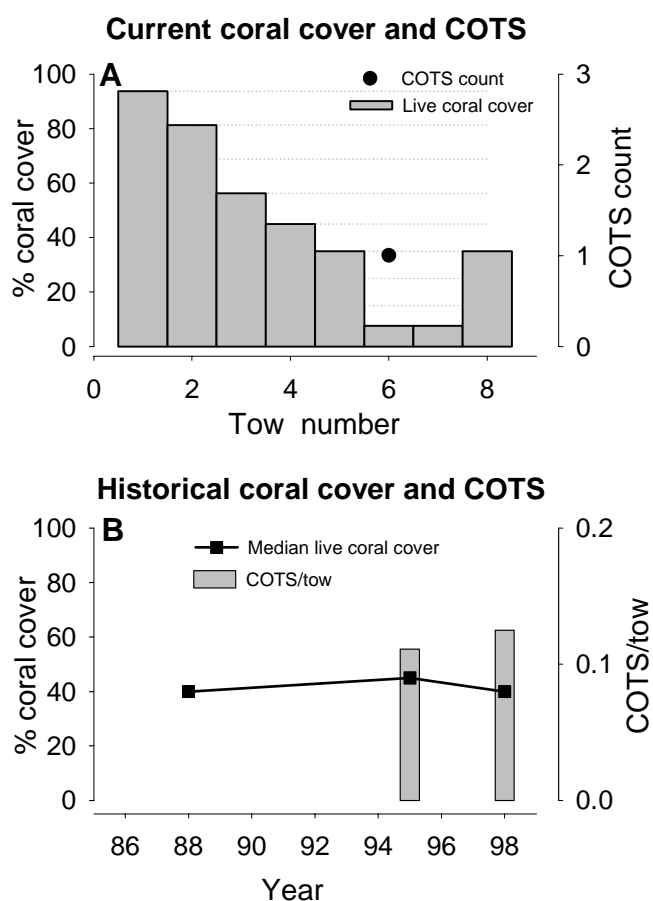 Current coral cover and COTS
A
COTS count
Live coral cover
% coral cover
100
80
60
40
20
0
COTS count
3
2
1
0
0 2 4 6 8
Tow number
Historical coral cover and COTS
B
Median live coral cover
COTS/tow
% coral cover
100
80
60
40
20
0
COTS/tow
0.2
0.1
0.0
86 88 90 92 94 96 98
Year